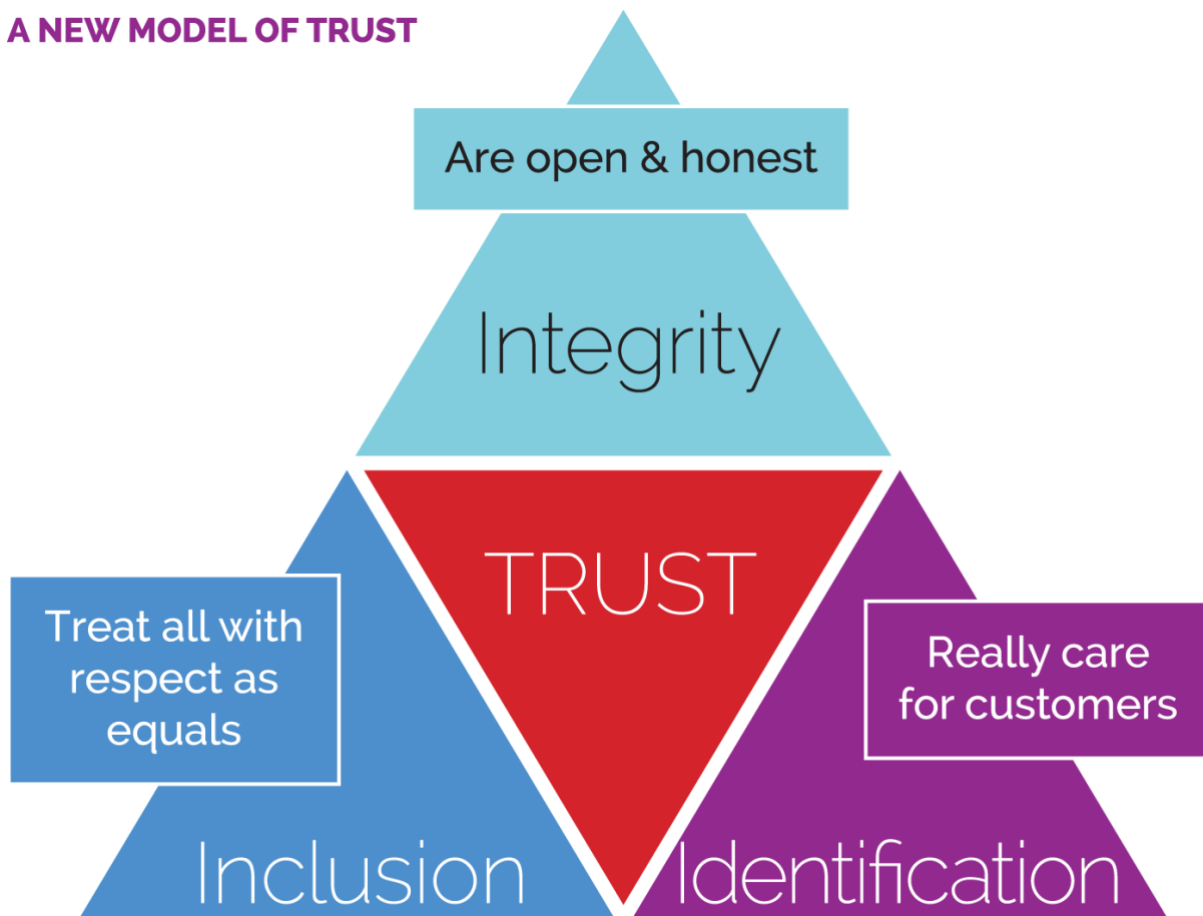 A NEW MODEL OF TRUST
Are open & honest
Integrity
TRUST
Treat all with
respect as
equals
Really care
for customers
Inclusion
Identification